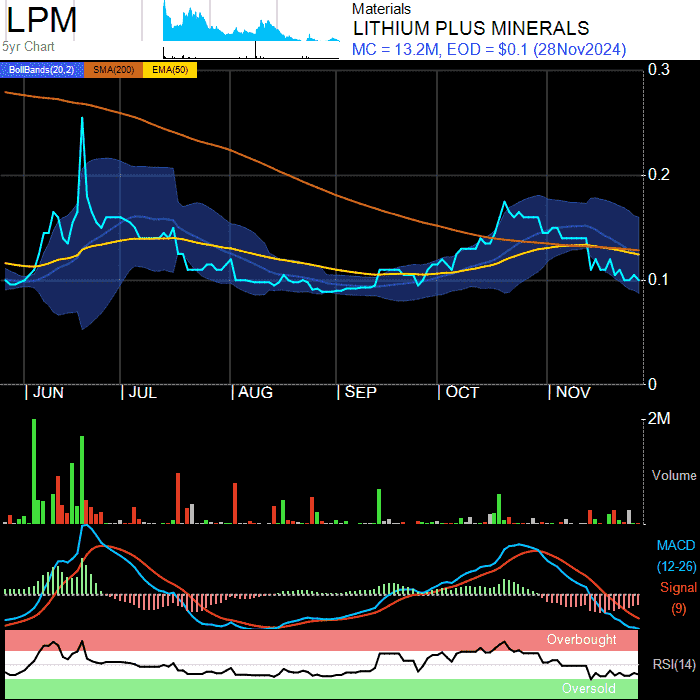 LPM
5yr Chart
Materials
LITHIUM PLUS MINERALS
MC = 13.2M, EOD = $0.1 (28Nov2024)
BollBands(20,2) SMA(200) EMA(50)
0.3
0.2
0.1
0
JUN JUL AUG SEP OCT NOV
2M
Volume
MACD
(12-26)
Signal
(9)
Overbought
RSI(14)
Oversold